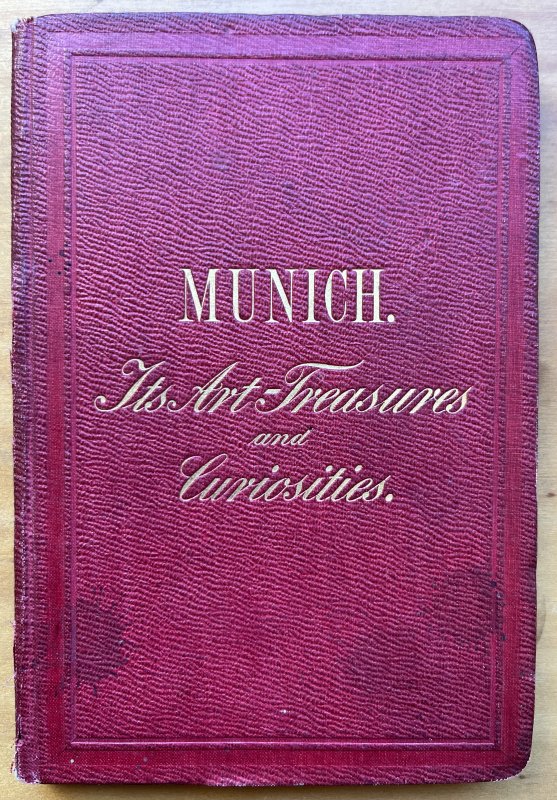 MUNICH.
Its Art-Treasures
and
Curiosities.